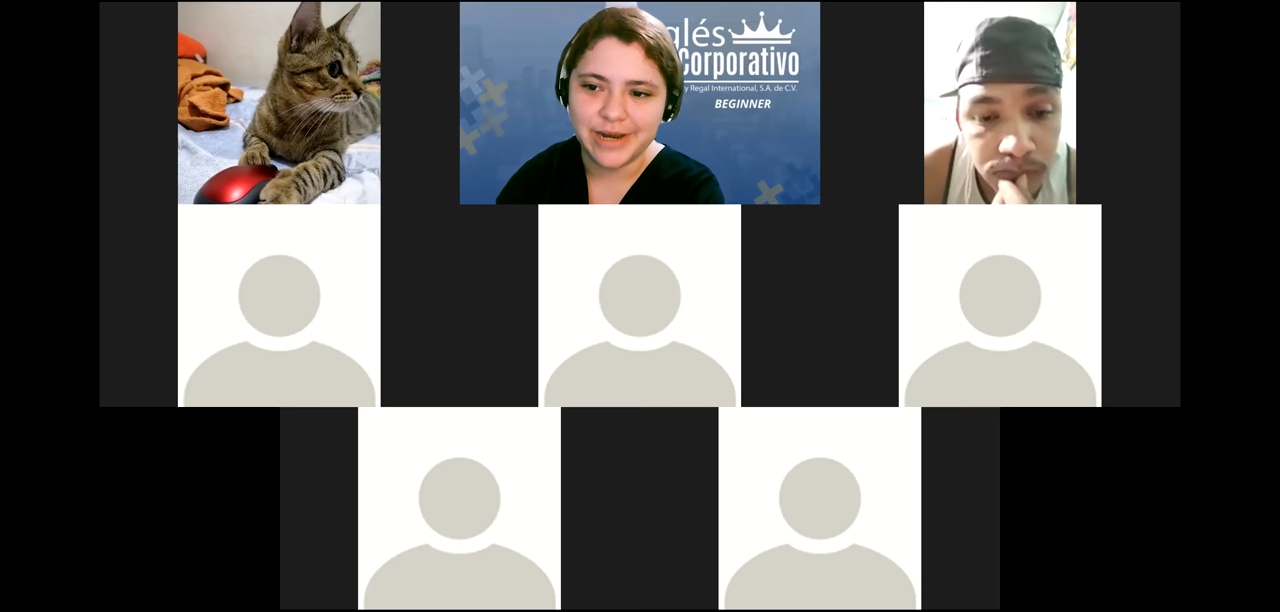 glés
Corporativo
y Regal International, S.A. de C.V.
BEGINNER